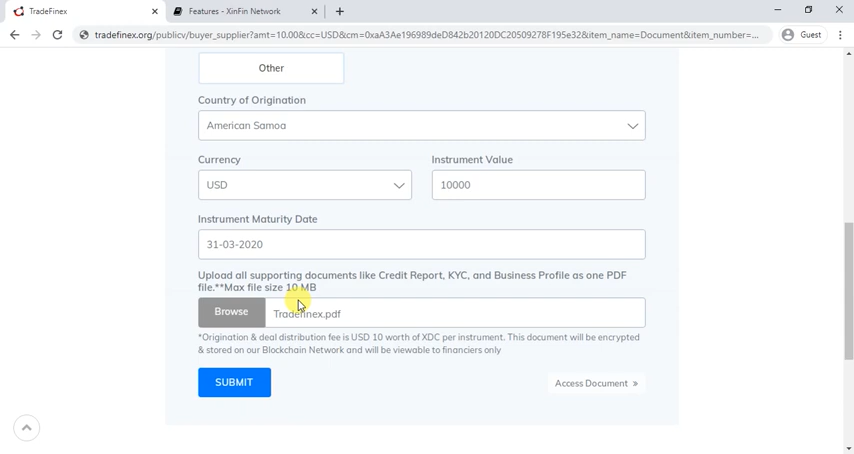 TradeFinex
Features - XinFin Network
tradefinex.org/publicv/buyer_supplier?amt=10.00&cc=USD&cm=0xaA3Ae196989deD842b20120DC20509278F195e32&item_name=Document&item_number=...
Guest
Other
Country of Origination
American Samoa
Currency
Instrument Value
USD
10000
Instrument Maturity Date
31-03-2020
Upload all supporting documents like Credit Report, KYC, and Business Profile as one PDF
file.**Max file size 10 MB
Browse
Tradefinex.pdf
*Origination & deal distribution fee is USD 10 worth of XDC per instrument. This document will be encrypted
& stored on our Blockchain Network and will be viewable to financiers only
SUBMIT
Access Document »